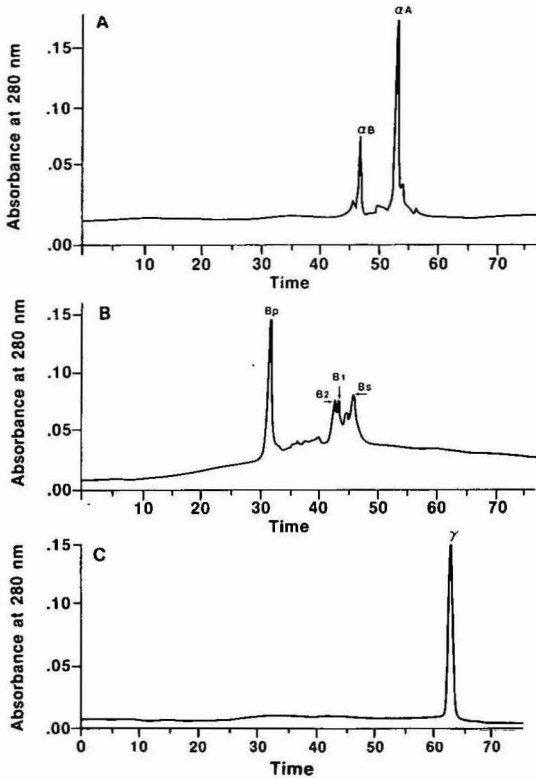 A
αA
αB
Absorbance at 280 nm
.15
.10
.05
.00
10 20 30 40 50 60 70
Time
B
Bp
B1
B2
Bs
Absorbance at 280 nm
.15
.10
.05
.00
10 20 30 40 50 60 70
Time
C
γ
Absorbance at 280 nm
.15
.10
.05
.00
0 10 20 30 40 50 60 70
Time